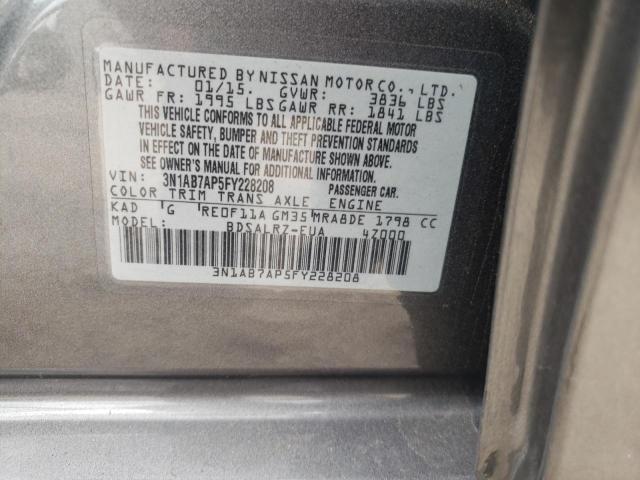 MANUFACTURED BY NISSAN MOTOR CO., LTD.
DATE: 01/15. GVWR: 3836 LBS
GAWR FR: 1995 LBS GAWR RR: 1841 LBS
THIS VEHICLE CONFORMS TO ALL APPLICABLE FEDERAL MOTOR
VEHICLE SAFETY, BUMPER AND THEFT PREVENTION STANDARDS
IN EFFECT ON THE DATE OF MANUFACTURE SHOWN ABOVE.
SEE OWNER'S MANUAL FOR ADDITIONAL INFORMATION.
VIN: 3N1AB7AP5FY228208 PASSENGER CAR.
COLOR TRIM TRANS AXLE ENGINE
KAD G RE0F11A GM35 MRA8DE 1798 CC
MODEL: BDSALRZ-EUA 4Z000
3N1AB7AP5FY228208